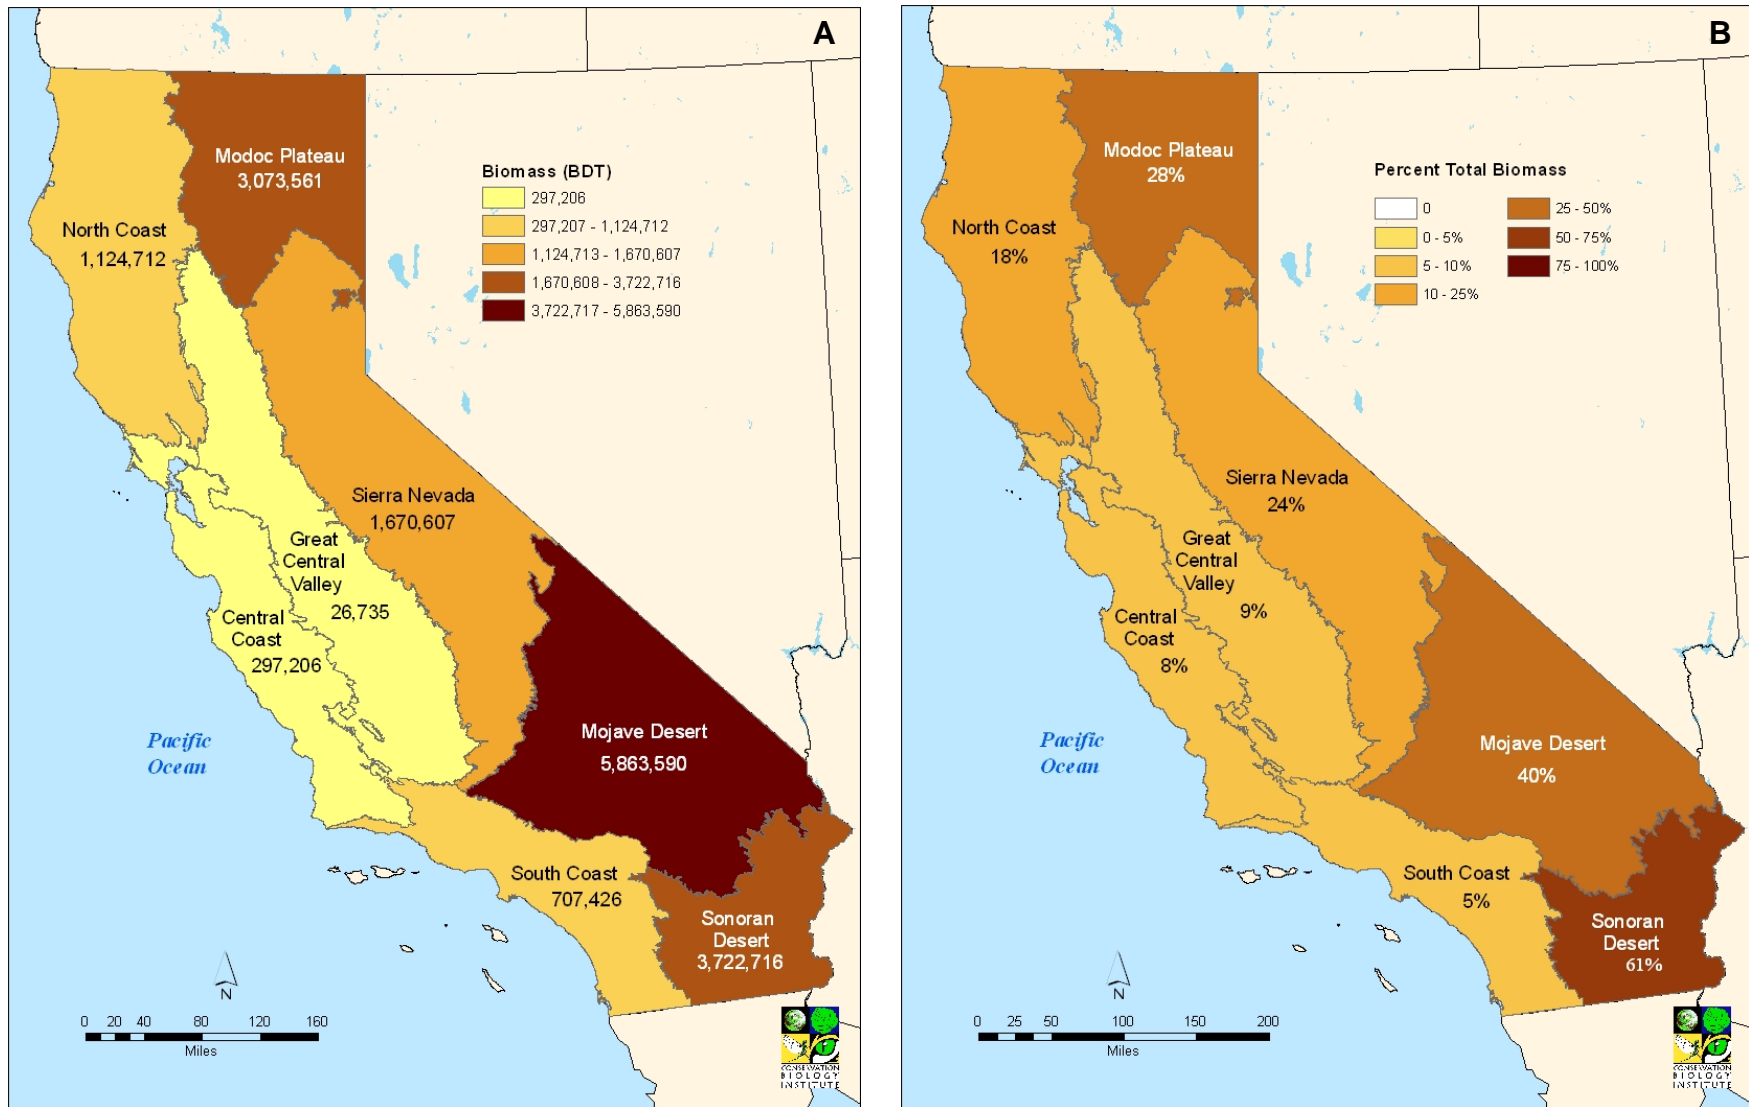 A
Modoc Plateau
3,073,561
Biomass (BDT)
297,206
297,207 - 1,124,712
1,124,713 - 1,670,607
1,670,608 - 3,722,716
3,722,717 - 5,863,590
North Coast
1,124,712
Sierra Nevada
1,670,607
Great
Central
Valley
26,735
Central
Coast
297,206
Pacific
Ocean
Mojave Desert
5,863,590
South Coast
707,426
Sonoran
Desert
3,722,716
N
0 20 40 80 120 160
Miles
CONSERVATION
BIOLOGY
INSTITUTE
B
Modoc Plateau
28%
Percent Total Biomass
0
0 - 5%
5 - 10%
10 - 25%
25 - 50%
50 - 75%
75 - 100%
North Coast
18%
Sierra Nevada
24%
Great
Central
Valley
9%
Central
Coast
8%
Pacific
Ocean
Mojave Desert
40%
South Coast
5%
Sonoran
Desert
61%
N
0 25 50 100 150 200
Miles
CONSERVATION
BIOLOGY
INSTITUTE